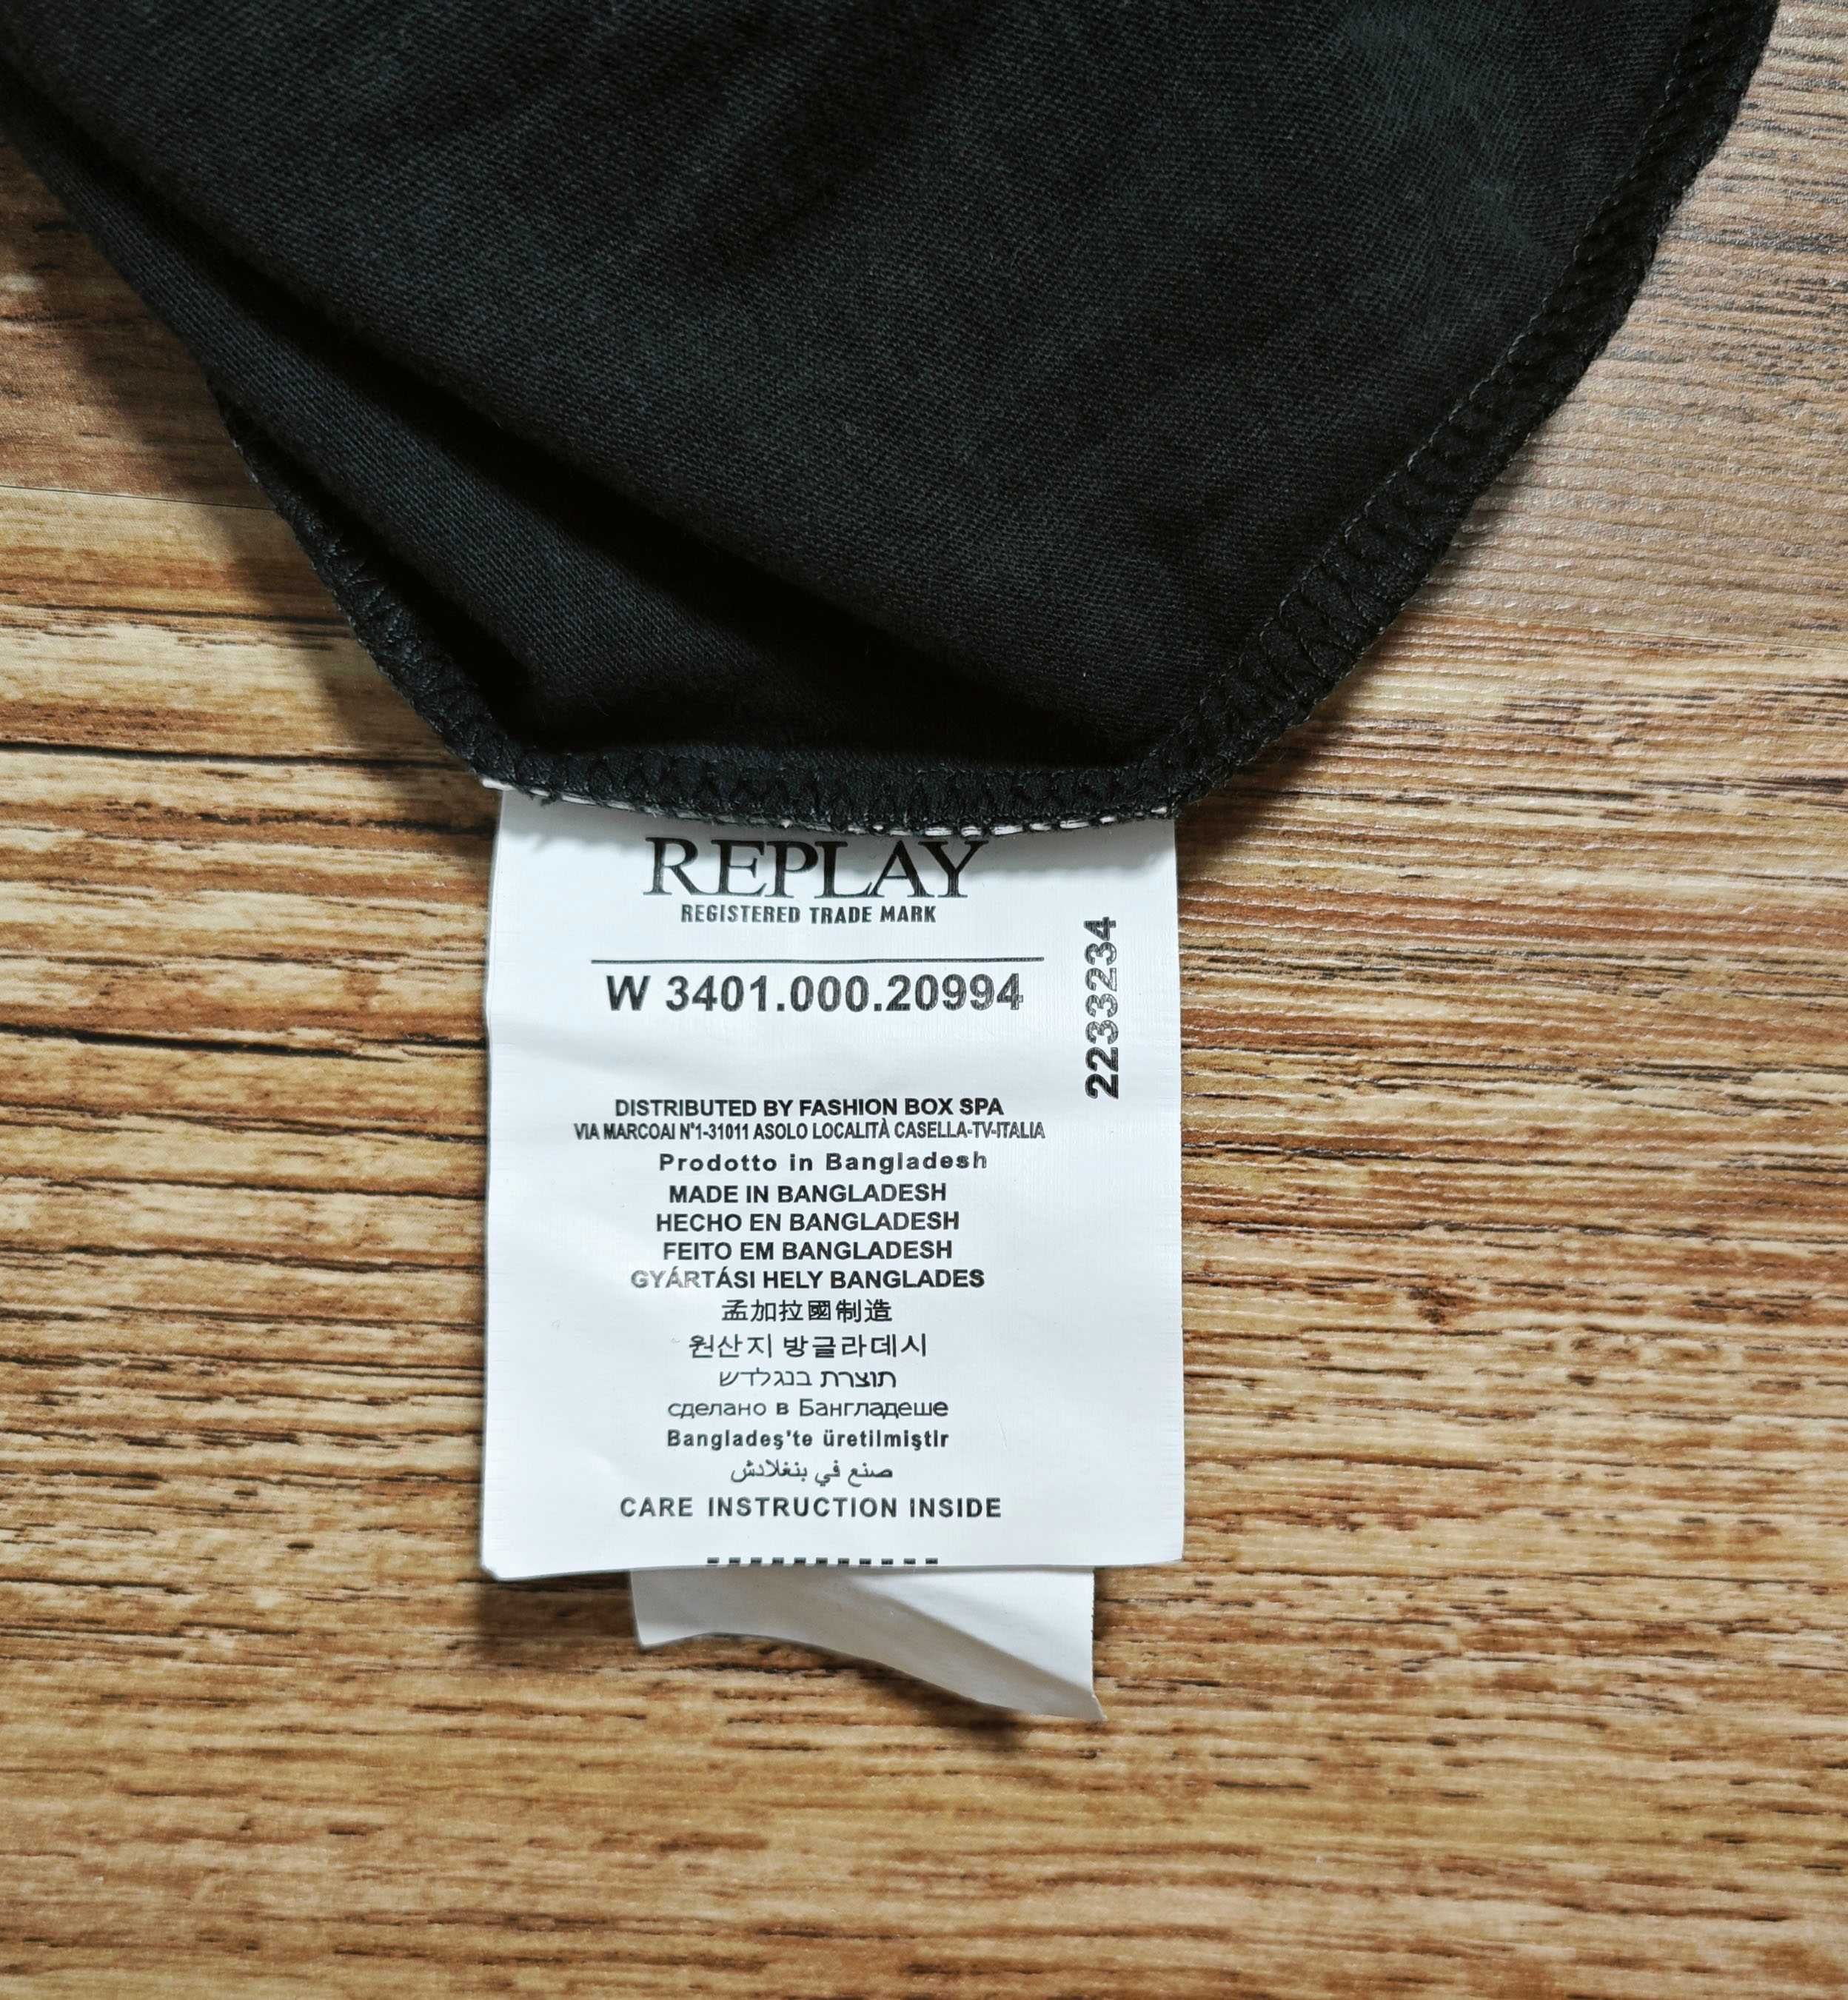 REPLAY
REGISTERED TRADE MARK
W 3401.000.20994
2233234
DISTRIBUTED BY FASHION BOX SPA
VIA MARCOAI N°1-31011 ASOLO LOCALITÀ CASELLA-TV-ITALIA
Prodotto in Bangladesh
MADE IN BANGLADESH
HECHO EN BANGLADESH
FEITO EM BANGLADESH
GYÁRTÁSI HELY BANGLADES
孟加拉國制造
원산지 방글라데시
תוצרת בנגלדש
сделано в Бангладеше
Bangladeş'te üretilmiştir
صنع في بنغلادش
CARE INSTRUCTION INSIDE